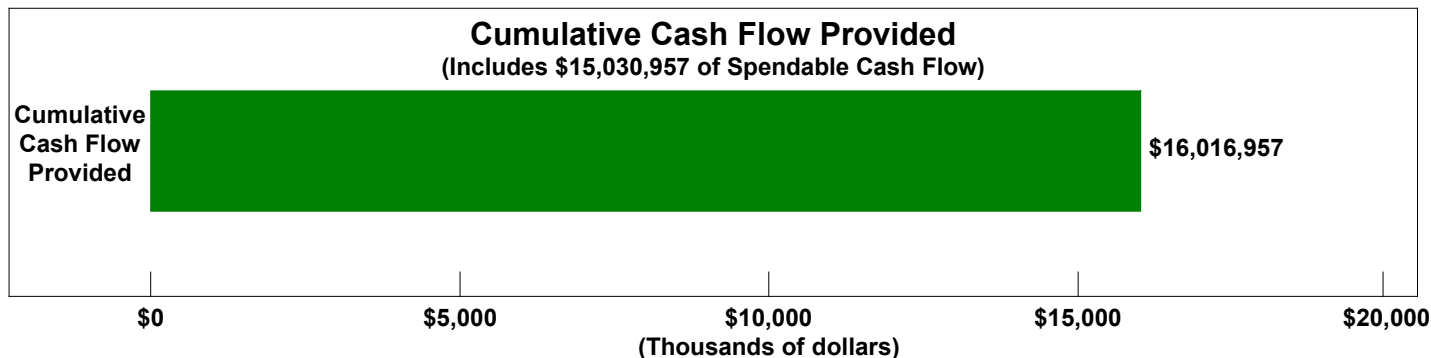 Cumulative Cash Flow Provided
(Includes $15,030,957 of Spendable Cash Flow)
Cumulative
Cash Flow
Provided
$16,016,957
$0 $5,000 $10,000 $15,000 $20,000
(Thousands of dollars)